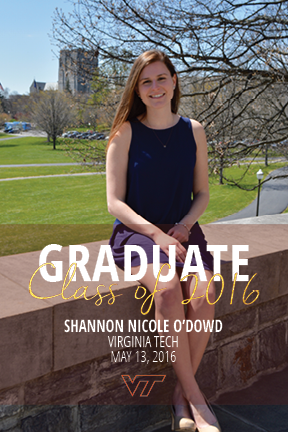 GRADUATE
Class of 2016
SHANNON NICOLE O'DOWD
VIRGINIA TECH
MAY 13, 2016
VT